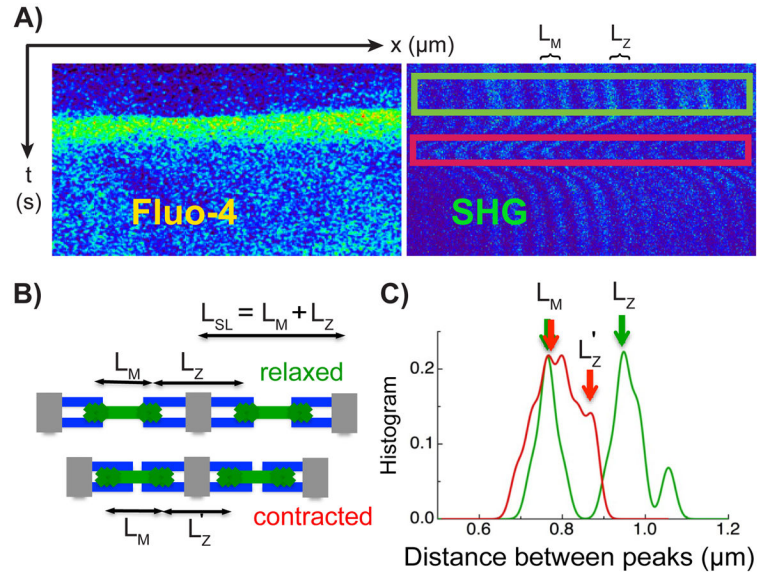 A)
x (μm)
L_M L_Z
t
(s)
Fluo-4
SHG
B)
L_SL = L_M + L_Z
L_M L_Z
relaxed
L_M L_Z'
contracted
C)
L_M L_Z
L_Z'
Histogram
0.2
0.1
0.0
0.6 0.8 1.0 1.2
Distance between peaks (μm)